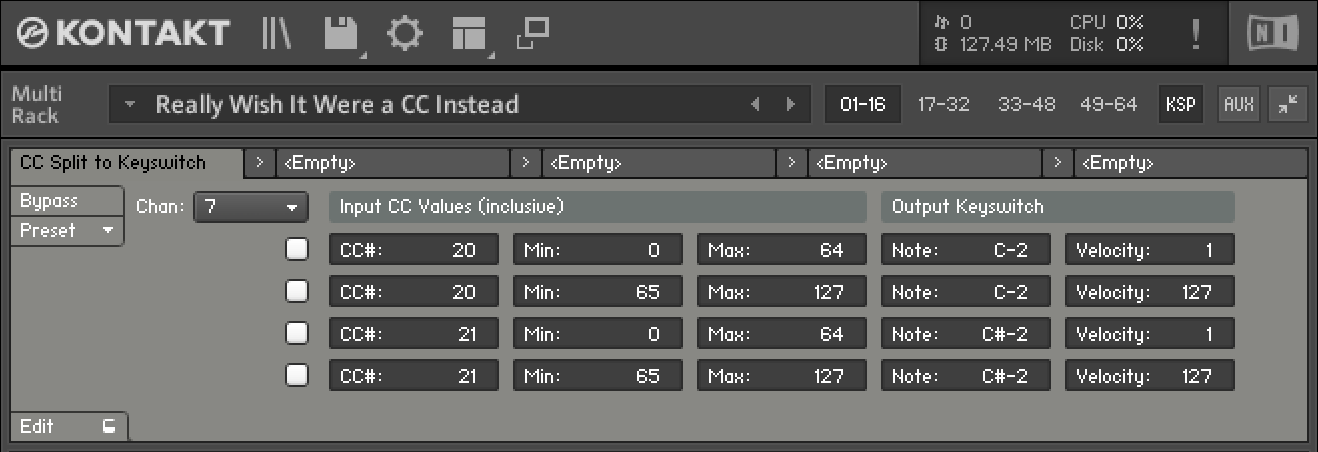 KONTAKT
0 CPU 0%
127.49 MB Disk 0%
!
NI
Multi
Rack
Really Wish It Were a CC Instead
01-16 17-32 33-48 49-64 KSP AUX
CC Split to Keyswitch > <Empty> > <Empty> > <Empty> > <Empty>
Bypass
Preset
Chan: 7 Input CC Values (inclusive) Output Keyswitch
CC#: 20 Min: 0 Max: 64 Note: C-2 Velocity: 1
CC#: 20 Min: 65 Max: 127 Note: C-2 Velocity: 127
CC#: 21 Min: 0 Max: 64 Note: C#-2 Velocity: 1
CC#: 21 Min: 65 Max: 127 Note: C#-2 Velocity: 127
Edit